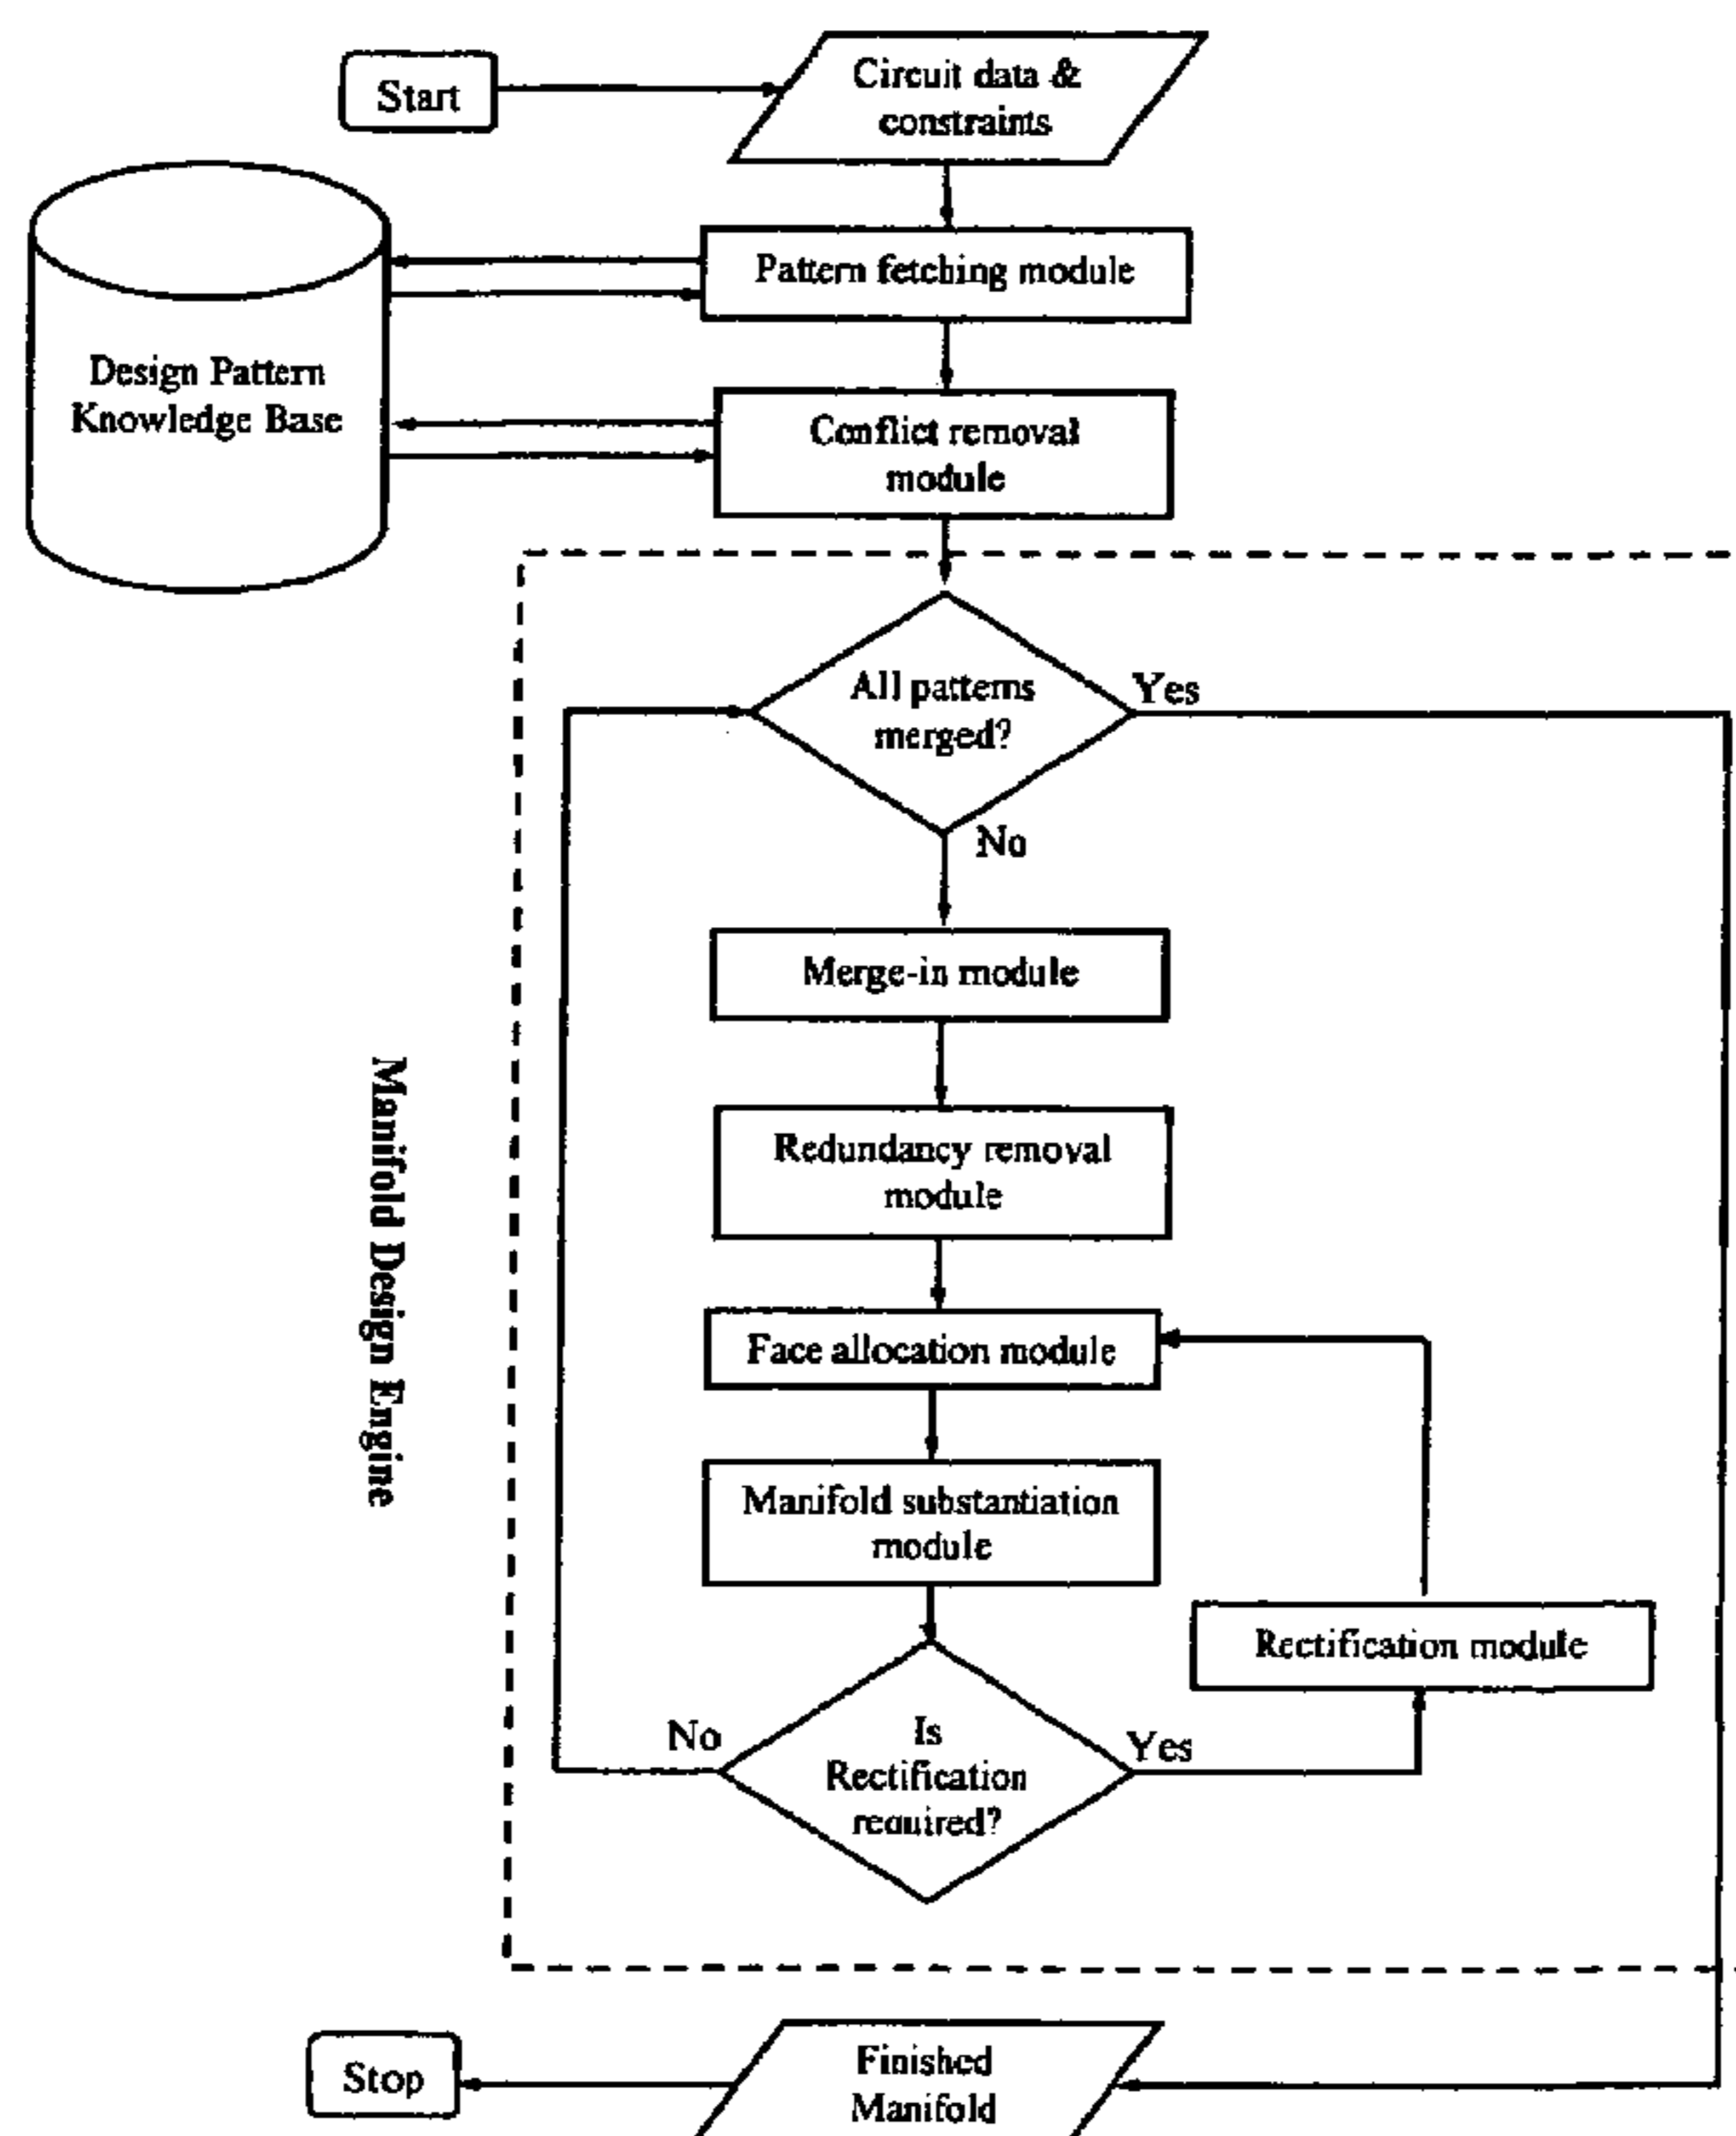 Start
Circuit data &
constraints
Pattern fetching module
Design Pattern
Knowledge Base
Conflict removal
module
All patterns
merged?
Yes
No
Merge-in module
Redundancy removal
module
Manifold Design Engine
Face allocation module
Manifold substantiation
module
Rectification module
No
Is
Rectification
required?
Yes
Stop
Finished
Manifold